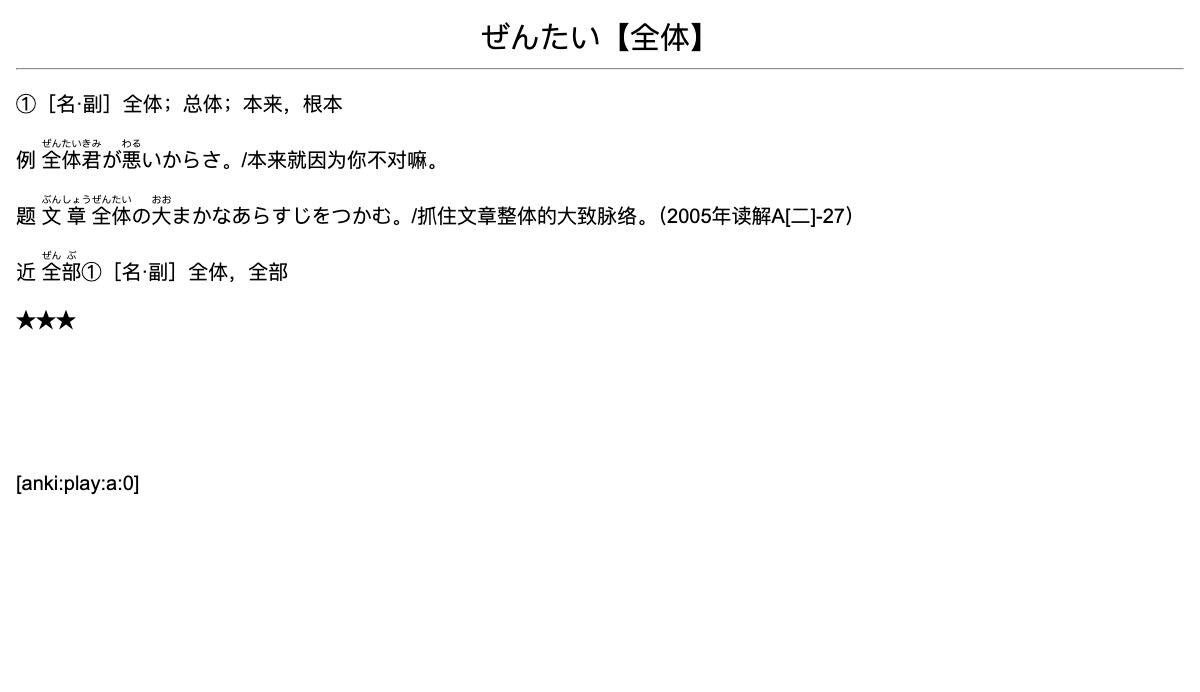 ぜんたい【全体】
①［名·副］全体；总体；本来，根本
ぜんたいきみ わる
例 全体君が悪いからさ。/本来就因为你不对嘛。
ぶんしょうぜんたい おお
题 文章全体の大まかなあらすじをつかむ。/抓住文章整体的大致脉络。（2005年读解A[二]-27）
ぜん ぶ
近 全部①［名·副］全体，全部
★★★
[anki:play:a:0]